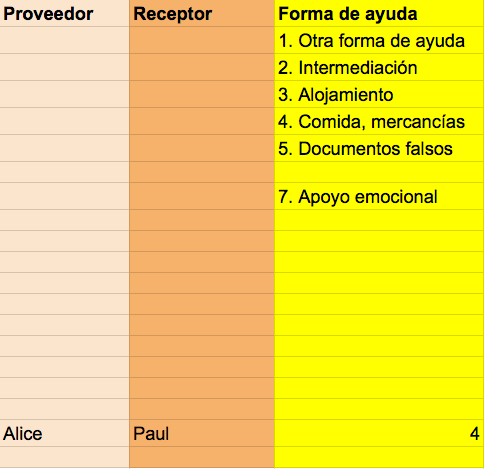 Proveedor Receptor Forma de ayuda
1. Otra forma de ayuda
2. Intermediación
3. Alojamiento
4. Comida, mercancías
5. Documentos falsos
7. Apoyo emocional
Alice Paul 4